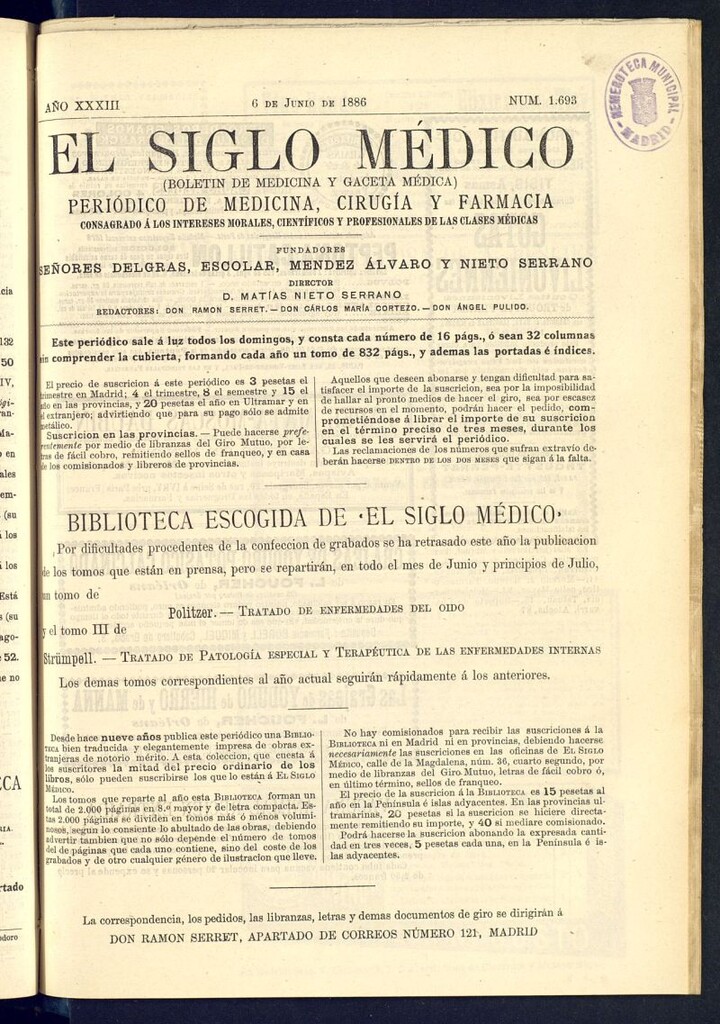 AÑO XXXIII 6 DE JUNIO DE 1886 NUM. 1.693
HEMEROTECA MUNICIPAL
MADRID
EL SIGLO MÉDICO
(BOLETIN DE MEDICINA Y GACETA MÉDICA)
PERIÓDICO DE MEDICINA, CIRUGÍA Y FARMACIA
CONSAGRADO Á LOS INTERESES MORALES, CIENTÍFICOS Y PROFESIONALES DE LAS CLASES MÉDICAS
FUNDADORES
SEÑORES DELGRAS, ESCOLAR, MENDEZ ÁLVARO Y NIETO SERRANO
DIRECTOR
D. MATÍAS NIETO SERRANO
REDACTORES: DON RAMON SERRET. — DON CÁRLOS MARÍA CORTEZO. — DON ÁNGEL PULIDO.
Este periódico sale á luz todos los domingos, y consta cada número de 16 págs., ó sean 32 columnas
sin comprender la cubierta, formando cada año un tomo de 832 págs., y ademas las portadas é índices.
El precio de suscricion á este periódico es 3 pesetas el
trimestre en Madrid; 4 el trimestre, 8 el semestre y 15 el
año en las provincias, y 20 pesetas el año en Ultramar y en
el extranjero; advirtiendo que para su pago sólo se admite
metálico.
Suscricion en las provincias. — Puede hacerse prefe-
rentemente por medio de libranzas del Giro Mutuo, por le-
tras de fácil cobro, remitiendo sellos de franqueo, y en casa
de los comisionados y libreros de provincias.
Aquellos que deseen abonarse y tengan dificultad para sa-
tisfacer el importe de la suscricion, sea por la imposibilidad
de hallar al pronto medios de hacer el giro, sea por escasez
de recursos en el momento, podrán hacer el pedido, com-
prometiéndose á librar el importe de su suscricion
en el término preciso de tres meses, durante los
cuales se les servirá el periódico.
Las reclamaciones de los números que sufran extravío de-
berán hacerse DENTRO DE LOS DOS MESES que sigan á la falta.
BIBLIOTECA ESCOGIDA DE «EL SIGLO MÉDICO»
Por dificultades procedentes de la confeccion de grabados se ha retrasado este año la publicacion
de los tomos que están en prensa, pero se repartirán, en todo el mes de Junio y principios de Julio,
un tomo de
Politzer. — TRATADO DE ENFERMEDADES DEL OIDO
y el tomo III de
Strümpell. — TRATADO DE PATOLOGÍA ESPECIAL Y TERAPÉUTICA DE LAS ENFERMEDADES INTERNAS
Los demas tomos correspondientes al año actual seguirán rápidamente á los anteriores.
Desde hace nueve años publica este periódico una BIBLIO-
TECA bien traducida y elegantemente impresa de obras ex-
tranjeras de notorio mérito. A esta coleccion, que cuesta á
los suscritores la mitad del precio ordinario de los
libros, sólo pueden suscribirse los que lo están á EL SIGLO
MÉDICO.
Los tomos que reparte al año esta BIBLIOTECA forman un
total de 2.000 páginas en 8.º mayor y de letra compacta. Es-
tas 2.000 páginas se dividen en tomos más ó ménos volumi-
nosos, segun lo consiente lo abultado de las obras, debiendo
advertir tambien que no sólo depende el número de tomos
del de páginas que cada uno contiene, sino del coste de los
grabados y de otro cualquier género de ilustracion que lleve.
No hay comisionados para recibir las suscriciones á la
BIBLIOTECA ni en Madrid ni en provincias, debiendo hacerse
necesariamente las suscriciones en las oficinas de EL SIGLO
MÉDICO, calle de la Magdalena, núm. 36, cuarto segundo, por
medio de libranzas del Giro Mutuo, letras de fácil cobro ó,
en último término, sellos de franqueo.
El precio de la suscricion á la BIBLIOTECA es 15 pesetas al
año en la Península é islas adyacentes. En las provincias ul-
tramarinas, 20 pesetas si la suscricion se hiciere directa-
mente remitiendo su importe, y 40 si mediare comisionado.
Podrá hacerse la suscricion abonando la expresada canti-
dad en tres veces, 5 pesetas cada una, en la Península é is-
las adyacentes.
La correspondencia, los pedidos, las libranzas, letras y demas documentos de giro se dirigirán á
DON RAMON SERRET, APARTADO DE CORREOS NÚMERO 121, MADRID